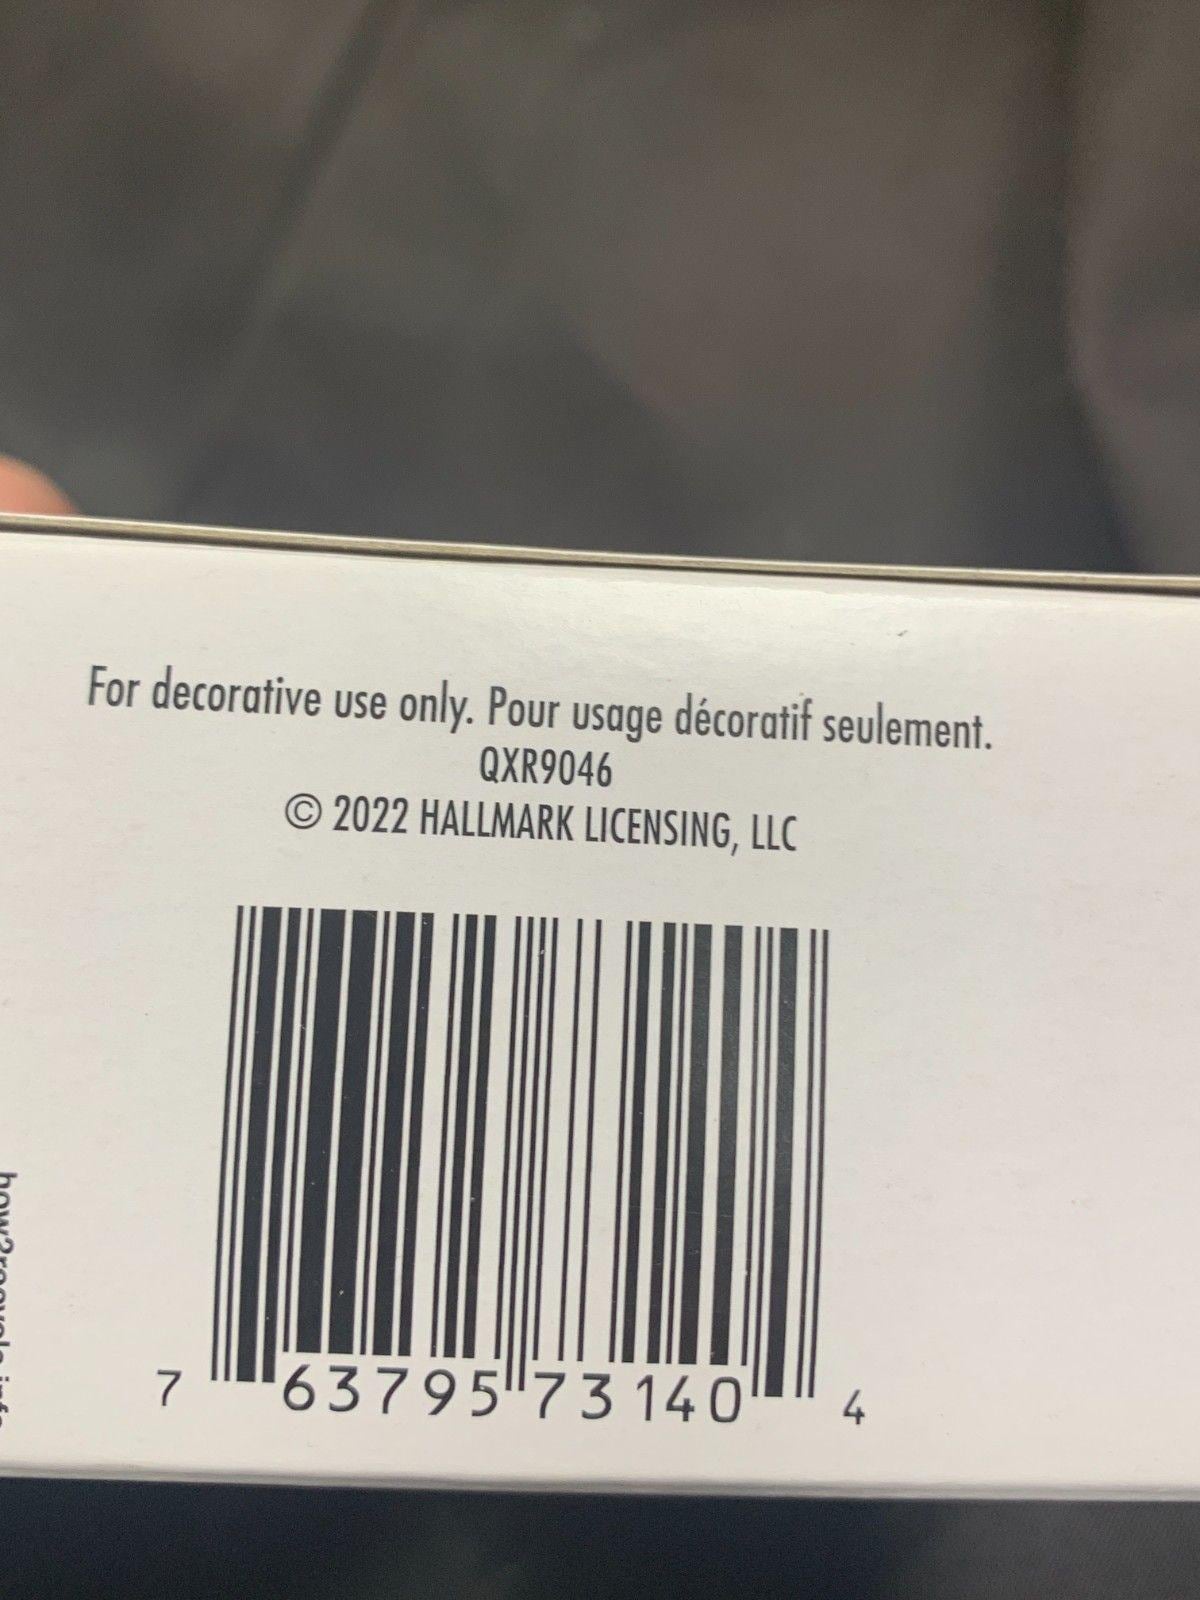 For decorative use only. Pour usage décoratif seulement.
QXR9046
© 2022 HALLMARK LICENSING, LLC
7 63795 73140 4